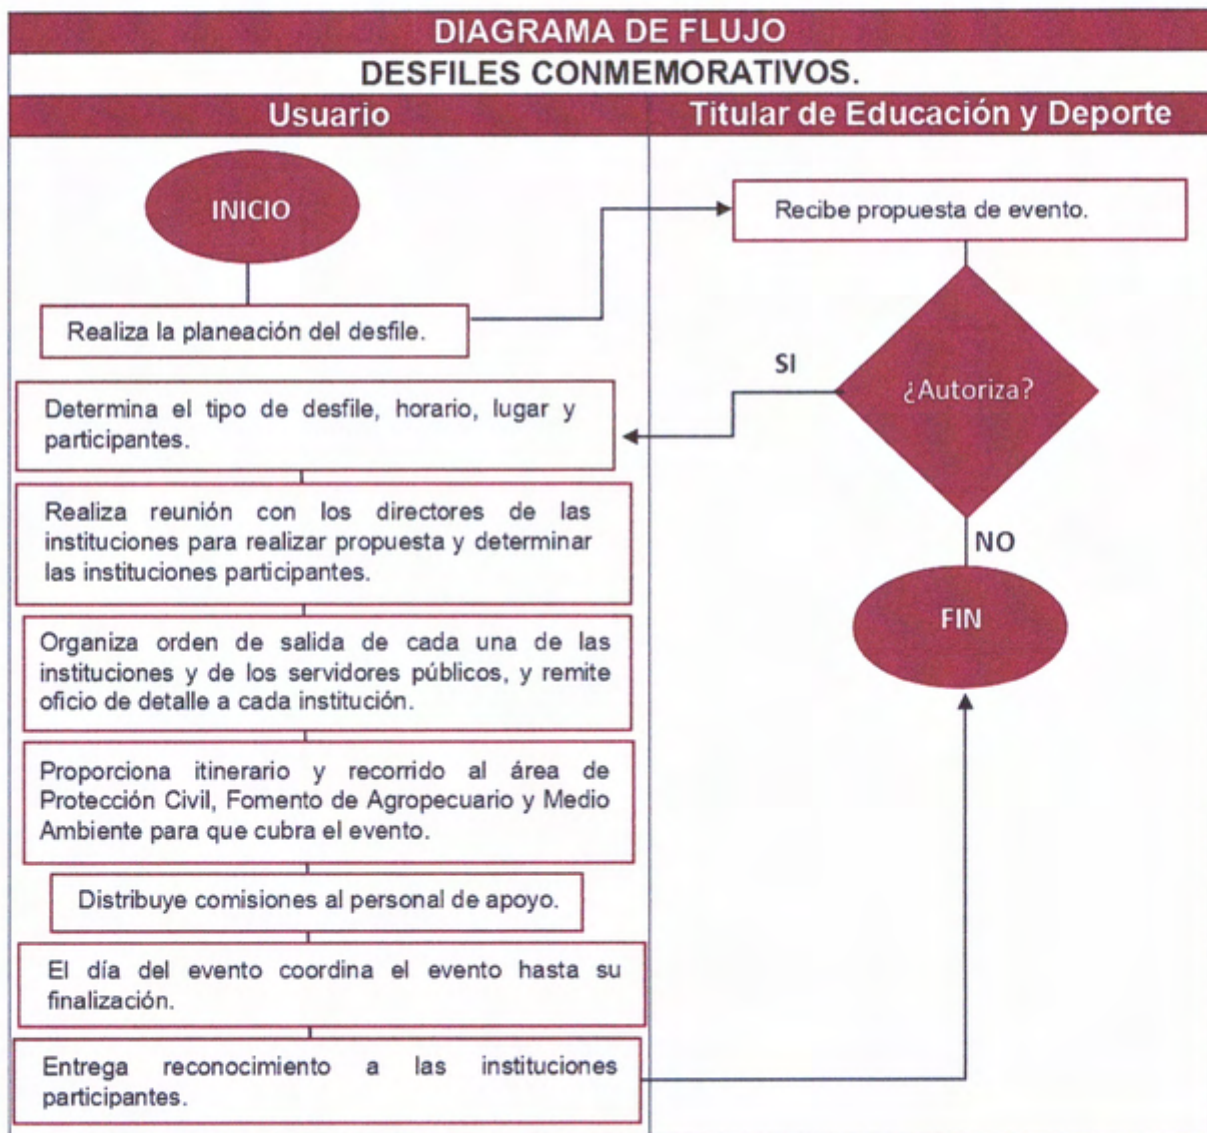 DIAGRAMA DE FLUJO
DESFILES CONMEMORATIVOS.
Usuario
Titular de Educación y Deporte
INICIO
Realiza la planeación del desfile.
Recibe propuesta de evento.
¿Autoriza?
SI
NO
FIN
Determina el tipo de desfile, horario, lugar y
participantes.
Realiza reunión con los directores de las
instituciones para realizar propuesta y determinar
las instituciones participantes.
Organiza orden de salida de cada una de las
instituciones y de los servidores públicos, y remite
oficio de detalle a cada institución.
Proporciona itinerario y recorrido al área de
Protección Civil, Fomento de Agropecuario y Medio
Ambiente para que cubra el evento.
Distribuye comisiones al personal de apoyo.
El día del evento coordina el evento hasta su
finalización.
Entrega reconocimiento a las instituciones
participantes.